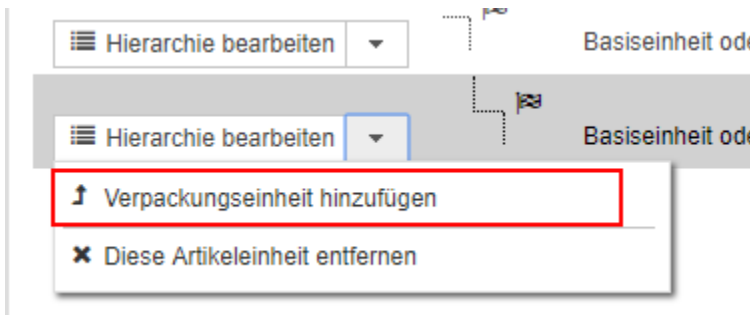 Hierarchie bearbeiten Basiseinheit ode
Hierarchie bearbeiten Basiseinheit ode
Verpackungseinheit hinzufügen
Diese Artikeleinheit entfernen